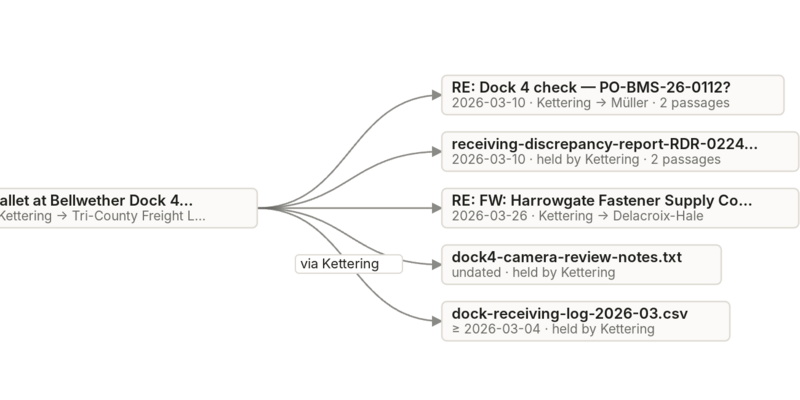 allet at Bellwether Dock 4…
Kettering → Tri-County Freight L…
via Kettering
RE: Dock 4 check — PO-BMS-26-0112?
2026-03-10 · Kettering → Müller · 2 passages
receiving-discrepancy-report-RDR-0224…
2026-03-10 · held by Kettering · 2 passages
RE: FW: Harrowgate Fastener Supply Co…
2026-03-26 · Kettering → Delacroix-Hale
dock4-camera-review-notes.txt
undated · held by Kettering
dock-receiving-log-2026-03.csv
≥ 2026-03-04 · held by Kettering